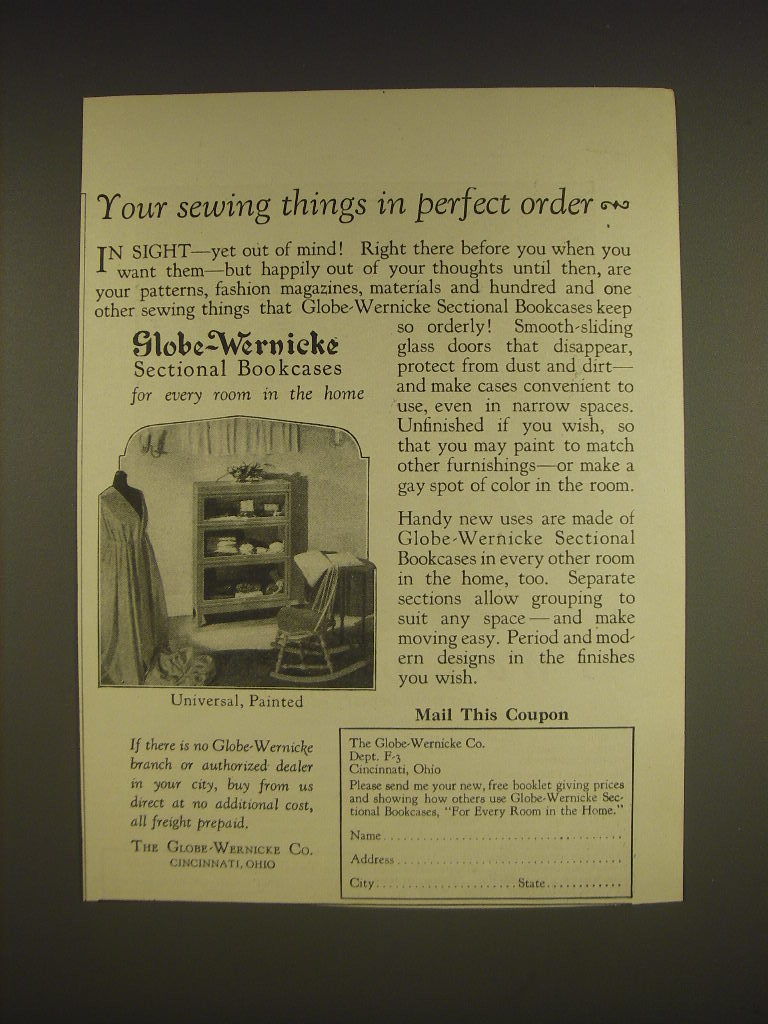 Your sewing things in perfect order
IN SIGHT—yet out of mind! Right there before you when you
want them—but happily out of your thoughts until then, are
your patterns, fashion magazines, materials and hundred and one
other sewing things that Globe-Wernicke Sectional Bookcases keep
so orderly! Smooth-sliding
glass doors that disappear,
protect from dust and dirt—
and make cases convenient to
use, even in narrow spaces.
Unfinished if you wish, so
that you may paint to match
other furnishings—or make a
gay spot of color in the room.
Handy new uses are made of
Globe-Wernicke Sectional
Bookcases in every other room
in the home, too. Separate
sections allow grouping to
suit any space—and make
moving easy. Period and mod-
ern designs in the finishes
you wish.
Globe-Wernicke
Sectional Bookcases
for every room in the home
Universal, Painted
If there is no Globe-Wernicke
branch or authorized dealer
in your city, buy from us
direct at no additional cost,
all freight prepaid.
THE GLOBE-WERNICKE CO.
CINCINNATI, OHIO
Mail This Coupon
The Globe-Wernicke Co.
Dept. F-3
Cincinnati, Ohio
Please send me your new, free booklet giving prices
and showing how others use Globe-Wernicke Sec-
tional Bookcases, "For Every Room in the Home."
Name
Address
City State